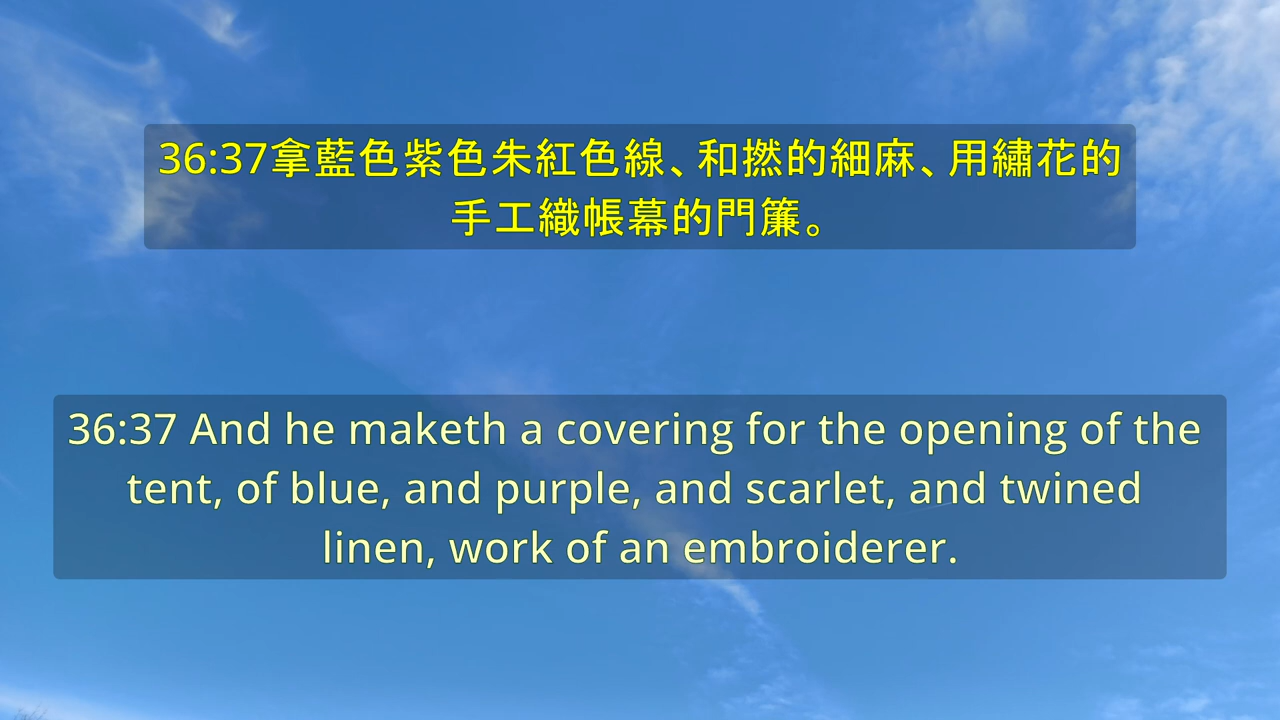 36:37拿藍色紫色朱紅色線、和撚的細麻、用繡花的
手工織帳幕的門簾。
36:37 And he maketh a covering for the opening of the
tent, of blue, and purple, and scarlet, and twined
linen, work of an embroiderer.